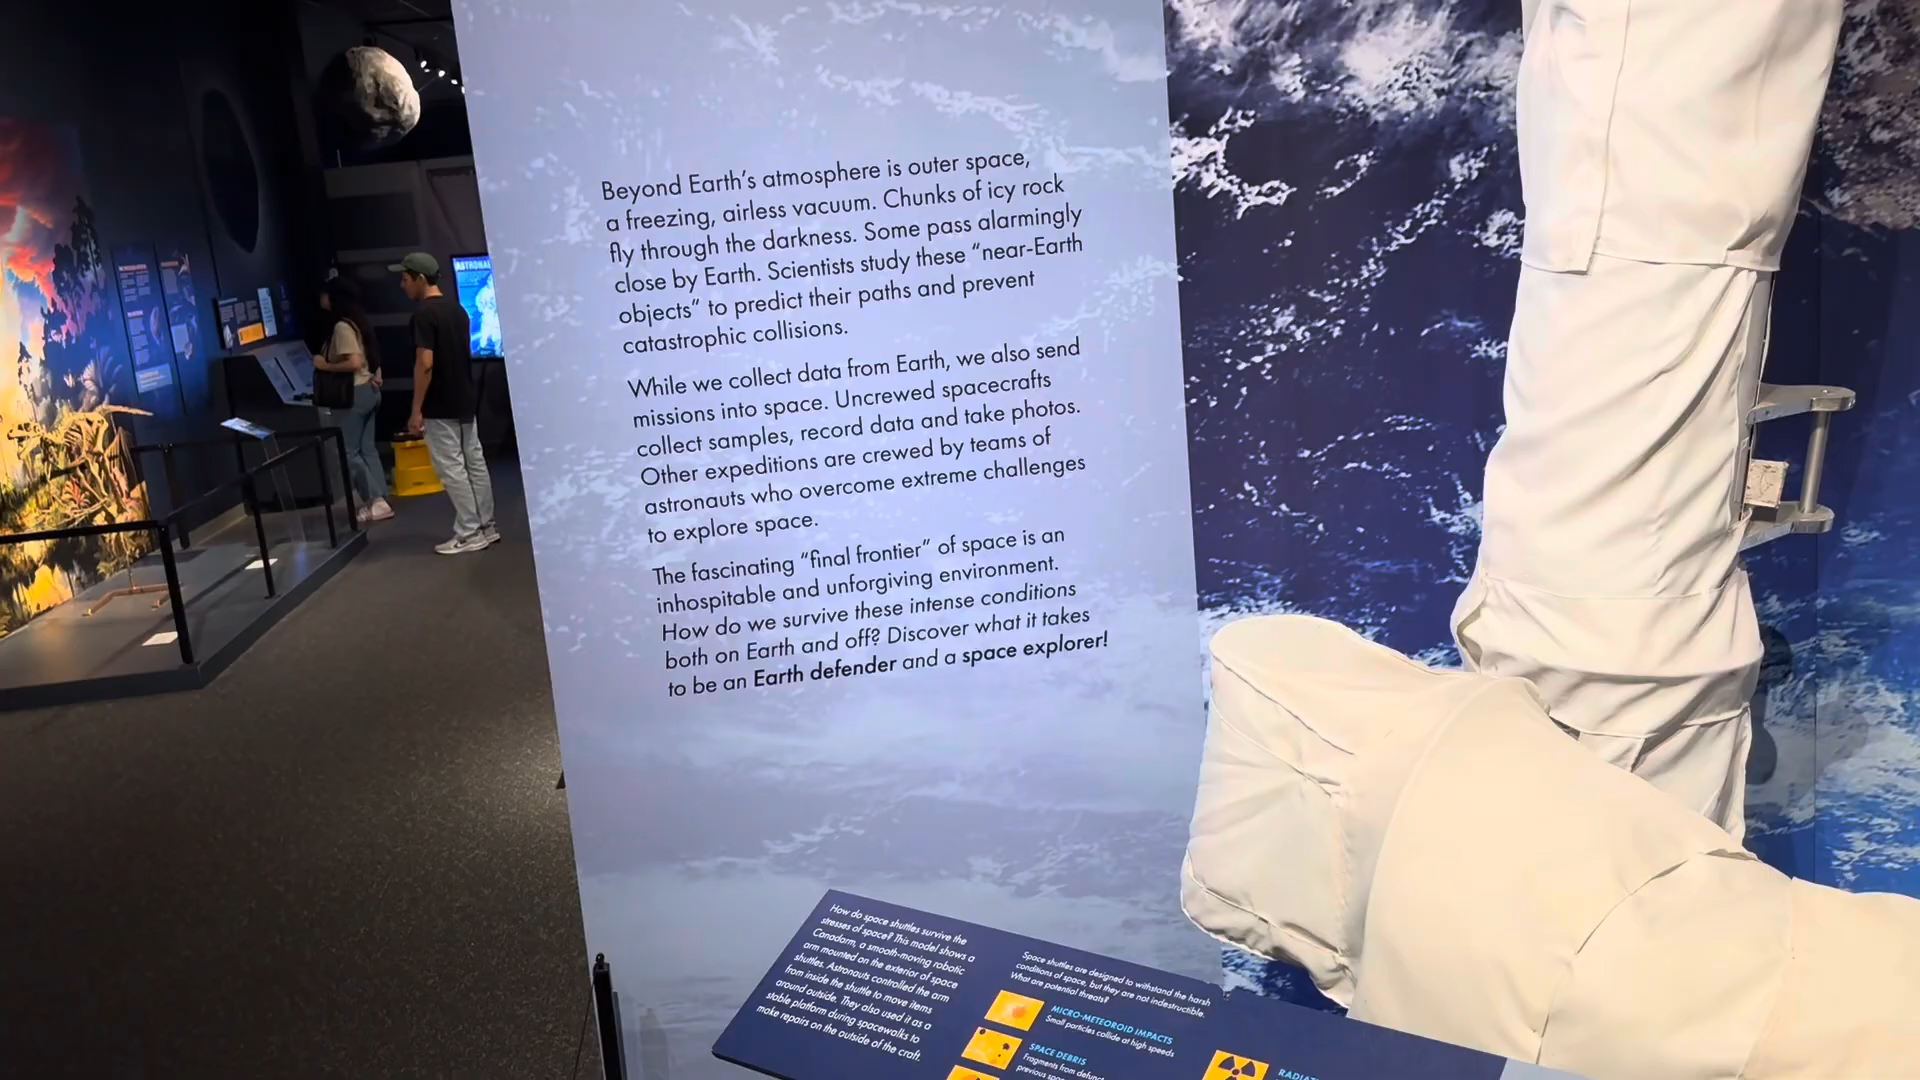 Beyond Earth's atmosphere is outer space,
a freezing, airless vacuum. Chunks of icy rock
fly through the darkness. Some pass alarmingly
close by Earth. Scientists study these “near-Earth
objects” to predict their paths and prevent
catastrophic collisions.
While we collect data from Earth, we also send
missions into space. Uncrewed spacecrafts
collect samples, record data and take photos.
Other expeditions are crewed by teams of
astronauts who overcome extreme challenges
to explore space.
The fascinating “final frontier” of space is an
inhospitable and unforgiving environment.
How do we survive these intense conditions
both on Earth and off? Discover what it takes
to be an Earth defender and a space explorer!
How do space shuttles survive the
stresses of space? This model shows a
Canadarm, a smooth-moving robotic
arm mounted on the exterior of space
shuttles. Astronauts controlled the arm
from inside the shuttle to move items
around outside. They also used it as a
stable platform during spacewalks to
make repairs on the outside of the craft.
Space shuttles are designed to withstand the harsh
conditions of space, but they are not indestructible.
What are potential threats?
MICRO-METEOROID IMPACTS
Small particles collide at high speeds
SPACE DEBRIS
Fragments from defunct
previous